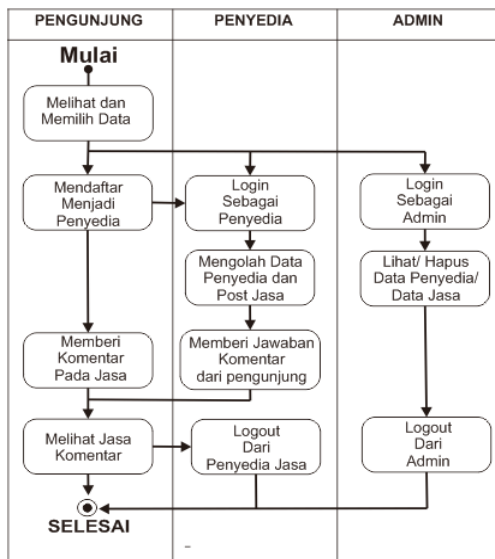 PENGUNJUNG
PENYEDIA
ADMIN
Mulai
Melihat dan
Memilih Data
Mendaftar
Menjadi
Penyedia
Login
Sebagai
Penyedia
Login
Sebagai
Admin
Mengolah Data
Penyedia dan
Post Jasa
Lihat/ Hapus
Data Penyedia/
Data Jasa
Memberi
Komentar
Pada Jasa
Memberi Jawaban
Komentar
dari pengunjung
Melihat Jasa
Komentar
Logout
Dari
Penyedia Jasa
Logout
Dari
Admin
SELESAI